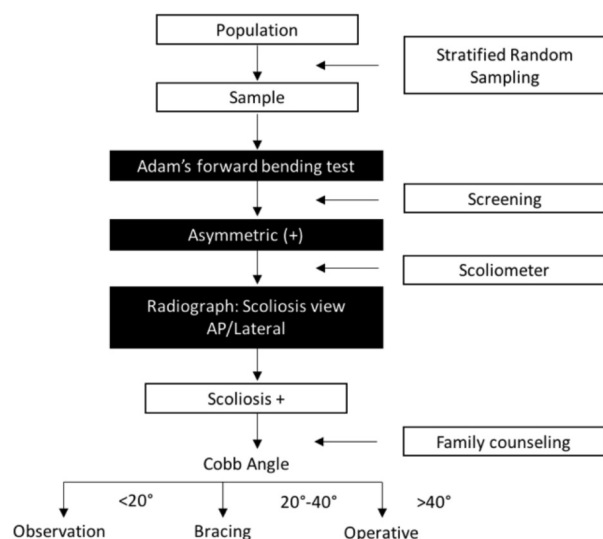 Population
Stratified Random
Sampling
Sample
Adam's forward bending test
Screening
Asymmetric (+)
Scoliometer
Radiograph: Scoliosis view
AP/Lateral
Scoliosis +
Family counseling
Cobb Angle
<20° 20°-40° >40°
Observation Bracing Operative